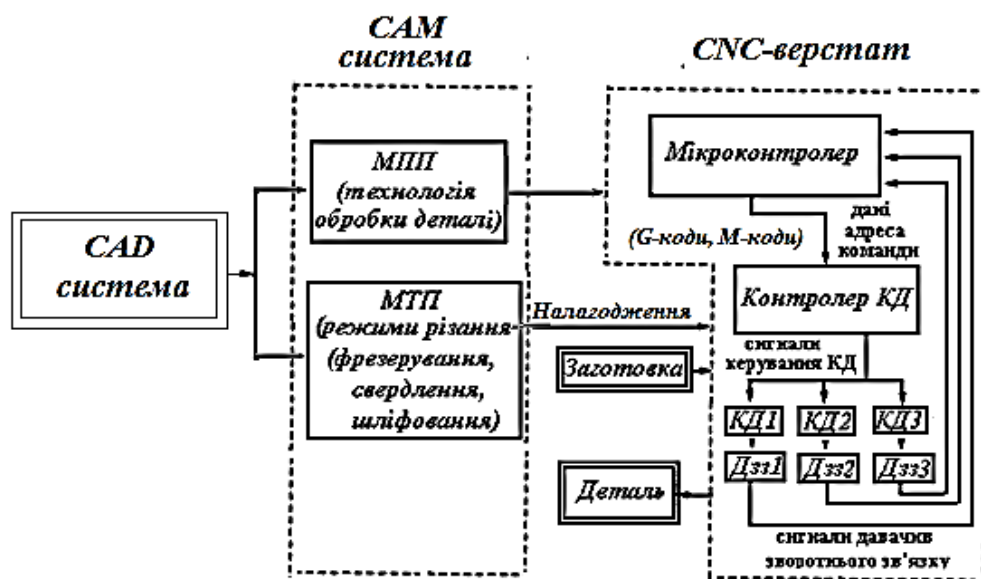 САМ
система
CNC-верстат
МПП
(технологія
обробки деталі)
Мікроконтролер
дані
адреса
команди
(G-коди, М-коди)
CAD
система
МТП
(режими різання
(фрезерування,
свердлення,
шліфовання)
Налагодження
Контролер КД
сигнали
керування КД
Заготовка
КД1
КД2
КД3
Дзз1
Дзз2
Дзз3
Деталь
сигнали давачив
зворотнього зв'язку